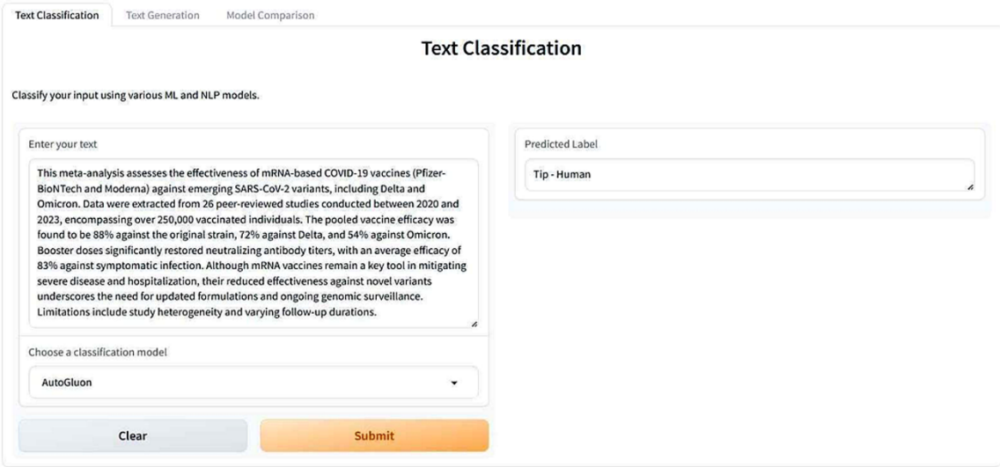 Text Classification Text Generation Model Comparison
Text Classification
Classify your input using various ML and NLP models.
Enter your text
This meta-analysis assesses the effectiveness of mRNA-based COVID-19 vaccines (Pfizer-
BioNTech and Moderna) against emerging SARS-CoV-2 variants, including Delta and
Omicron. Data were extracted from 26 peer-reviewed studies conducted between 2020 and
2023, encompassing over 250,000 vaccinated individuals. The pooled vaccine efficacy was
found to be 88% against the original strain, 72% against Delta, and 54% against Omicron.
Booster doses significantly restored neutralizing antibody titers, with an average efficacy of
83% against symptomatic infection. Although mRNA vaccines remain a key tool in mitigating
severe disease and hospitalization, their reduced effectiveness against novel variants
underscores the need for updated formulations and ongoing genomic surveillance.
Limitations include study heterogeneity and varying follow-up durations.
Choose a classification model
AutoGluon
Clear Submit
Predicted Label
Tip - Human